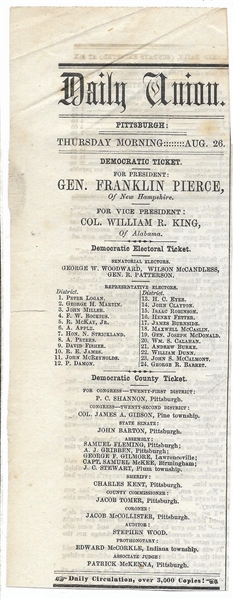 Daily Union.
PITTSBURGH:
THURSDAY MORNING::::::::AUG. 26.
DEMOCRATIC TICKET.
FOR PRESIDENT:
GEN. FRANKLIN PIERCE,
Of New Hampshire.
FOR VICE PRESIDENT:
COL. WILLIAM R. KING,
Of Alabama.
Democratic Electoral Ticket.
SENATORIAL ELECTORS.
GEORGE W. WOODWARD, WILSON McCANDLESS,
GEN. R. PATTERSON.
REPRESENTATIVE ELECTORS.
District.
1. PETER LOGAN.
2. GEORGE H. MARTIN.
3. JOHN MILLER.
4. F. W. BOCKIUS.
5. R. McKAY, JR.
6. A. APPLE.
7. HON. N. STRICKLAND.
8. A. PETERS.
9. DAVID FISHER.
10. R. E. JAMES.
11. JOHN McREYNOLDS.
12. P. DAMON.
District.
13. H. C. EYER.
14. JOHN CLAYTON.
15. ISAAC ROBINSON.
16. HENRY FETTER.
17. JAMES BURNSIDE.
18. MAXWELL McCASLIN.
19. GEN. JOSEPH McDONALD.
20. WM. S. CALAHAN.
21. ANDREW BURKE.
22. WILLIAM DUNN.
23. JOHN S. McCALMONT.
24. GEORGE R. BARRET.
Democratic County Ticket.
FOR CONGRESS—TWENTY-FIRST DISTRICT:
P. C. SHANNON, Pittsburgh.
CONGRESS—TWENTY-SECOND DISTRICT:
COL. JAMES A. GIBSON, Pine township.
STATE SENATE:
JOHN BARTON, Pittsburgh.
ASSEMBLY:
SAMUEL FLEMING, Pittsburgh;
A. J. GRIBBEN, Pittsburgh;
GEORGE F. GILMORE, Lawrenceville;
CAPT. SAMUEL McKEE, Birmingham;
J. C. STEWART, Plum township.
SHERIFF:
CHARLES KENT, Pittsburgh.
COUNTY COMMISSIONER:
JACOB TOMER, Pittsburgh.
CORONER:
JACOB McCOLLISTER, Pittsburgh.
AUDITOR:
STEPHEN WOOD.
PROTHONOTARY:
EDWARD McCORKLE, Indiana township.
ASSOCIATE JUDGE:
PATRICK McKENNA, Pittsburgh.
Daily Circulation, over 3,000 Copies!